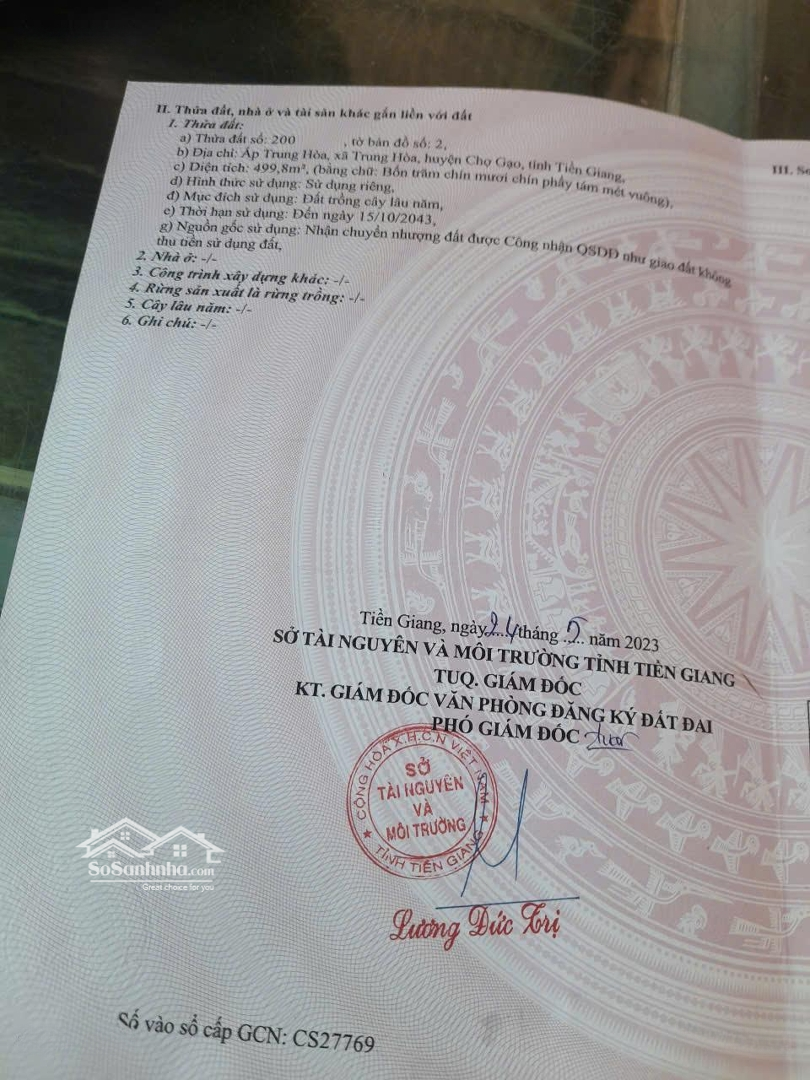 II. Thửa đất, nhà ở và tài sản khác gắn liền với đất
1. Thửa đất:
a) Thửa đất số: 200 , tờ bản đồ số: 2,
b) Địa chỉ: Ấp Trung Hòa, xã Trung Hòa, huyện Chợ Gạo, tỉnh Tiền Giang,
c) Diện tích: 499,8m², (bằng chữ: Bốn trăm chín mươi chín phẩy tám mét vuông),
d) Hình thức sử dụng: Sử dụng riêng,
đ) Mục đích sử dụng: Đất trồng cây lâu năm,
e) Thời hạn sử dụng: Đến ngày 15/10/2043,
g) Nguồn gốc sử dụng: Nhận chuyển nhượng đất được Công nhận QSDĐ như giao đất không
thu tiền sử dụng đất,
2. Nhà ở: -/-
3. Công trình xây dựng khác: -/-
4. Rừng sản xuất là rừng trồng: -/-
5. Cây lâu năm: -/-
6. Ghi chú: -/-
III.
Tiền Giang, ngày 24 tháng 5 năm 2023
SỞ TÀI NGUYÊN VÀ MÔI TRƯỜNG TỈNH TIỀN GIANG
TUQ. GIÁM ĐỐC
KT. GIÁM ĐỐC VĂN PHÒNG ĐĂNG KÝ ĐẤT ĐAI
PHÓ GIÁM ĐỐC
CỘNG HÒA X.H.C.N VIỆT NAM
SỞ
TÀI NGUYÊN
VÀ
MÔI TRƯỜNG
TỈNH TIỀN GIANG
Lương Đức Trị
SoSanhnha.com
Great choice for you
Số vào sổ cấp GCN: CS27769